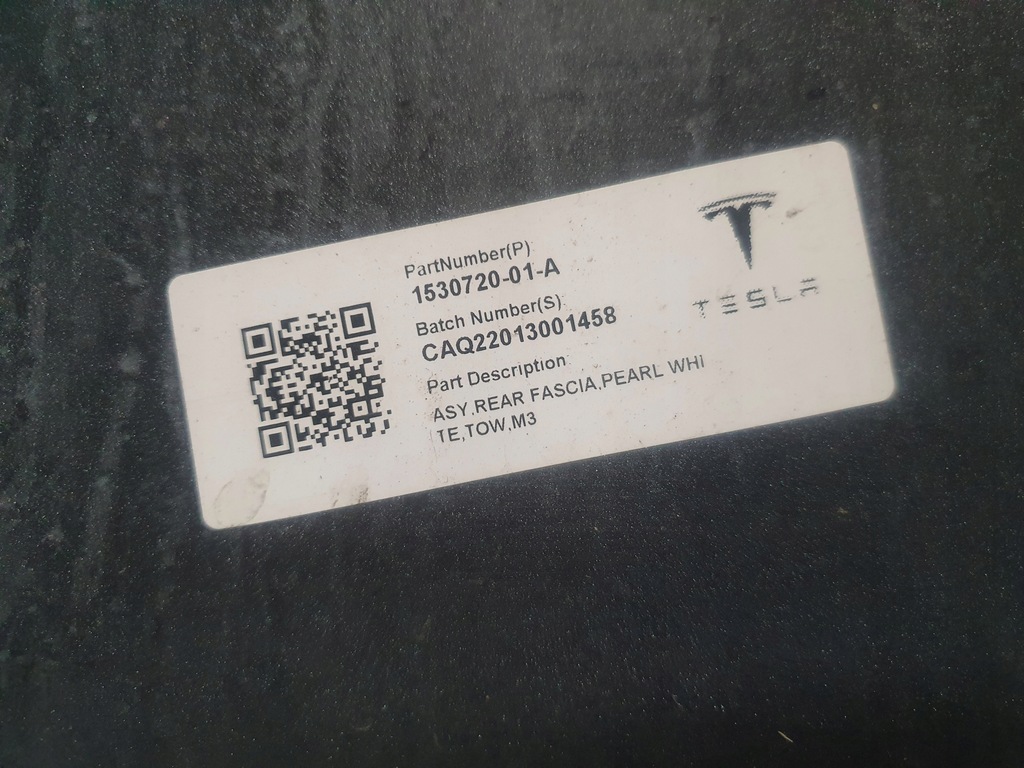 PartNumber(P)
1530720-01-A
Batch Number(S)
CAQ22013001458
Part Description
ASY,REAR FASCIA,PEARL WHI
TE,TOW,M3
TESLA